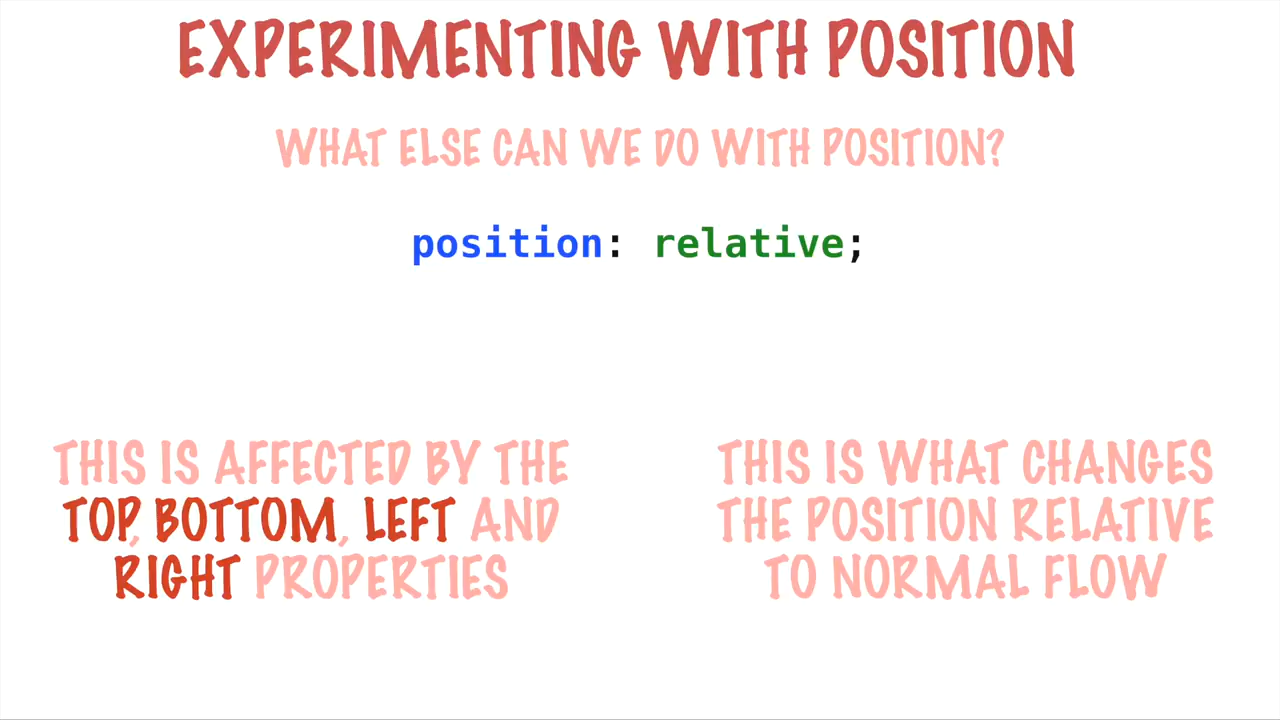 EXPERIMENTING WITH POSITION
WHAT ELSE CAN WE DO WITH POSITION?
position: relative;
THIS IS AFFECTED BY THE
TOP, BOTTOM, LEFT AND
RIGHT PROPERTIES
THIS IS WHAT CHANGES
THE POSITION RELATIVE
TO NORMAL FLOW